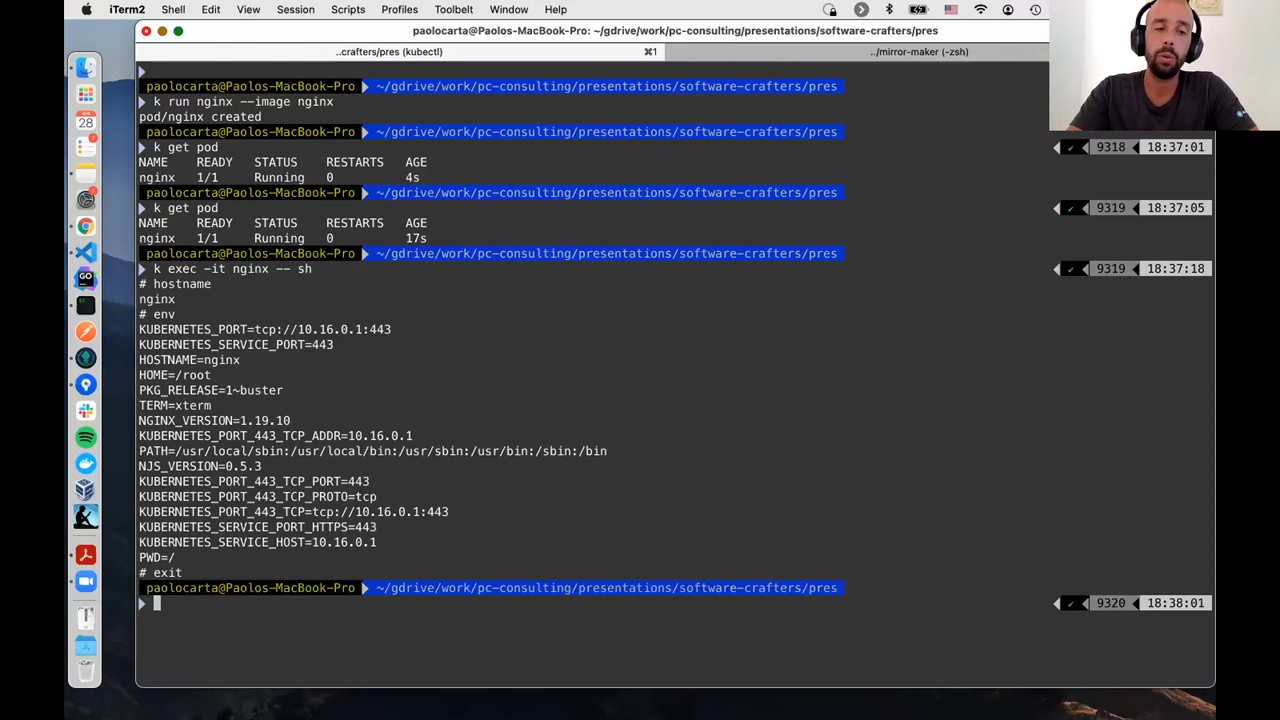 iTerm2 Shell Edit View Session Scripts Profiles Toolbelt Window Help
paolocarta@Paolos-MacBook-Pro: ~/gdrive/work/pc-consulting/presentations/software-crafters/pres
..crafters/pres (kubectl) ⌘1 ../mirror-maker (-zsh)
paolocarta@Paolos-MacBook-Pro ~/gdrive/work/pc-consulting/presentations/software-crafters/pres
k run nginx --image nginx
pod/nginx created
paolocarta@Paolos-MacBook-Pro ~/gdrive/work/pc-consulting/presentations/software-crafters/pres
k get pod ✔ 9318 18:37:01
NAME READY STATUS RESTARTS AGE
nginx 1/1 Running 0 4s
paolocarta@Paolos-MacBook-Pro ~/gdrive/work/pc-consulting/presentations/software-crafters/pres
k get pod ✔ 9319 18:37:05
NAME READY STATUS RESTARTS AGE
nginx 1/1 Running 0 17s
paolocarta@Paolos-MacBook-Pro ~/gdrive/work/pc-consulting/presentations/software-crafters/pres
k exec -it nginx -- sh ✔ 9319 18:37:18
# hostname
nginx
# env
KUBERNETES_PORT=tcp://10.16.0.1:443
KUBERNETES_SERVICE_PORT=443
HOSTNAME=nginx
HOME=/root
PKG_RELEASE=1~buster
TERM=xterm
NGINX_VERSION=1.19.10
KUBERNETES_PORT_443_TCP_ADDR=10.16.0.1
PATH=/usr/local/sbin:/usr/local/bin:/usr/sbin:/usr/bin:/sbin:/bin
NJS_VERSION=0.5.3
KUBERNETES_PORT_443_TCP_PORT=443
KUBERNETES_PORT_443_TCP_PROTO=tcp
KUBERNETES_PORT_443_TCP=tcp://10.16.0.1:443
KUBERNETES_SERVICE_PORT_HTTPS=443
KUBERNETES_SERVICE_HOST=10.16.0.1
PWD=/
# exit
paolocarta@Paolos-MacBook-Pro ~/gdrive/work/pc-consulting/presentations/software-crafters/pres
✔ 9320 18:38:01
28
GO